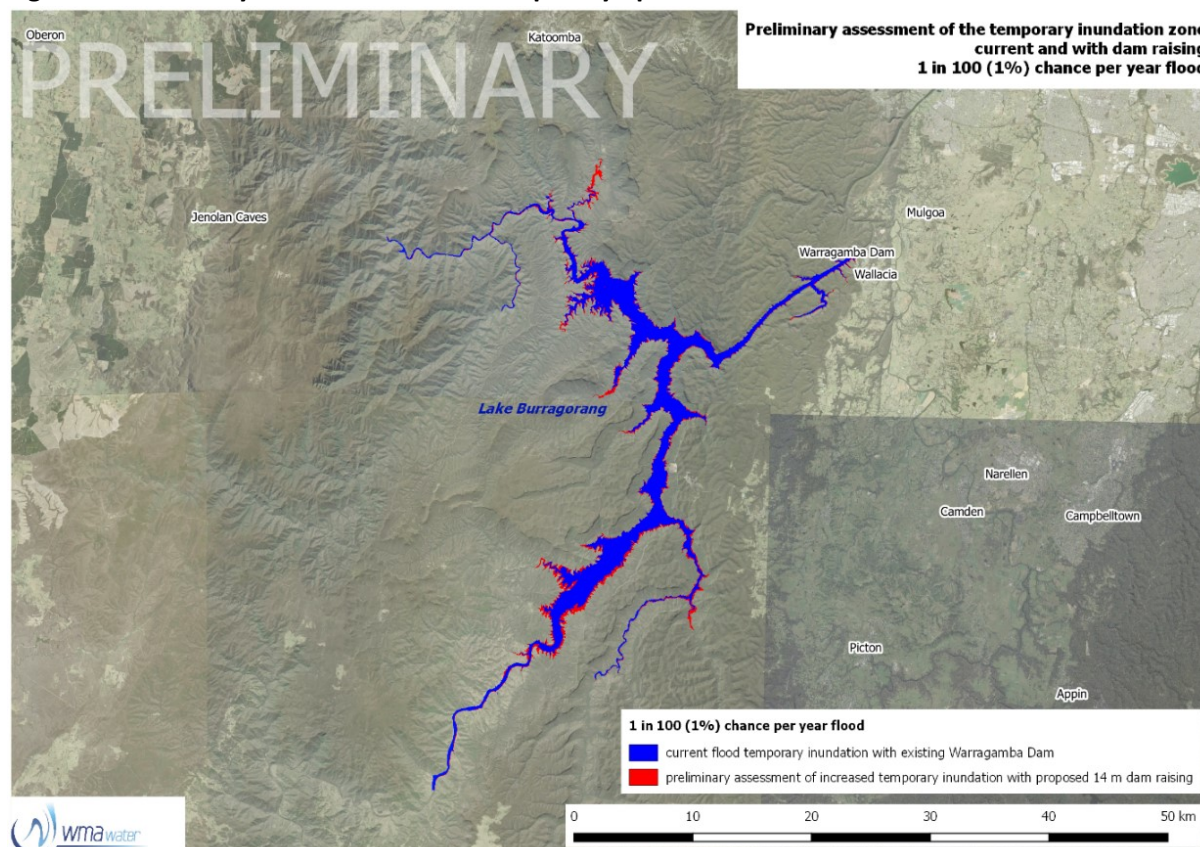 Preliminary assessment of the temporary inundation zone
current and with dam raising
1 in 100 (1%) chance per year flood
PRELIMINARY
Oberon
Katoomba
Jenolan Caves
Mulgoa
Warragamba Dam
Wallacia
Lake Burragorang
Narellen
Camden
Campbelltown
Picton
Appin
1 in 100 (1%) chance per year flood
current flood temporary inundation with existing Warragamba Dam
preliminary assessment of increased temporary inundation with proposed 14 m dam raising
0 10 20 30 40 50 km
wma water